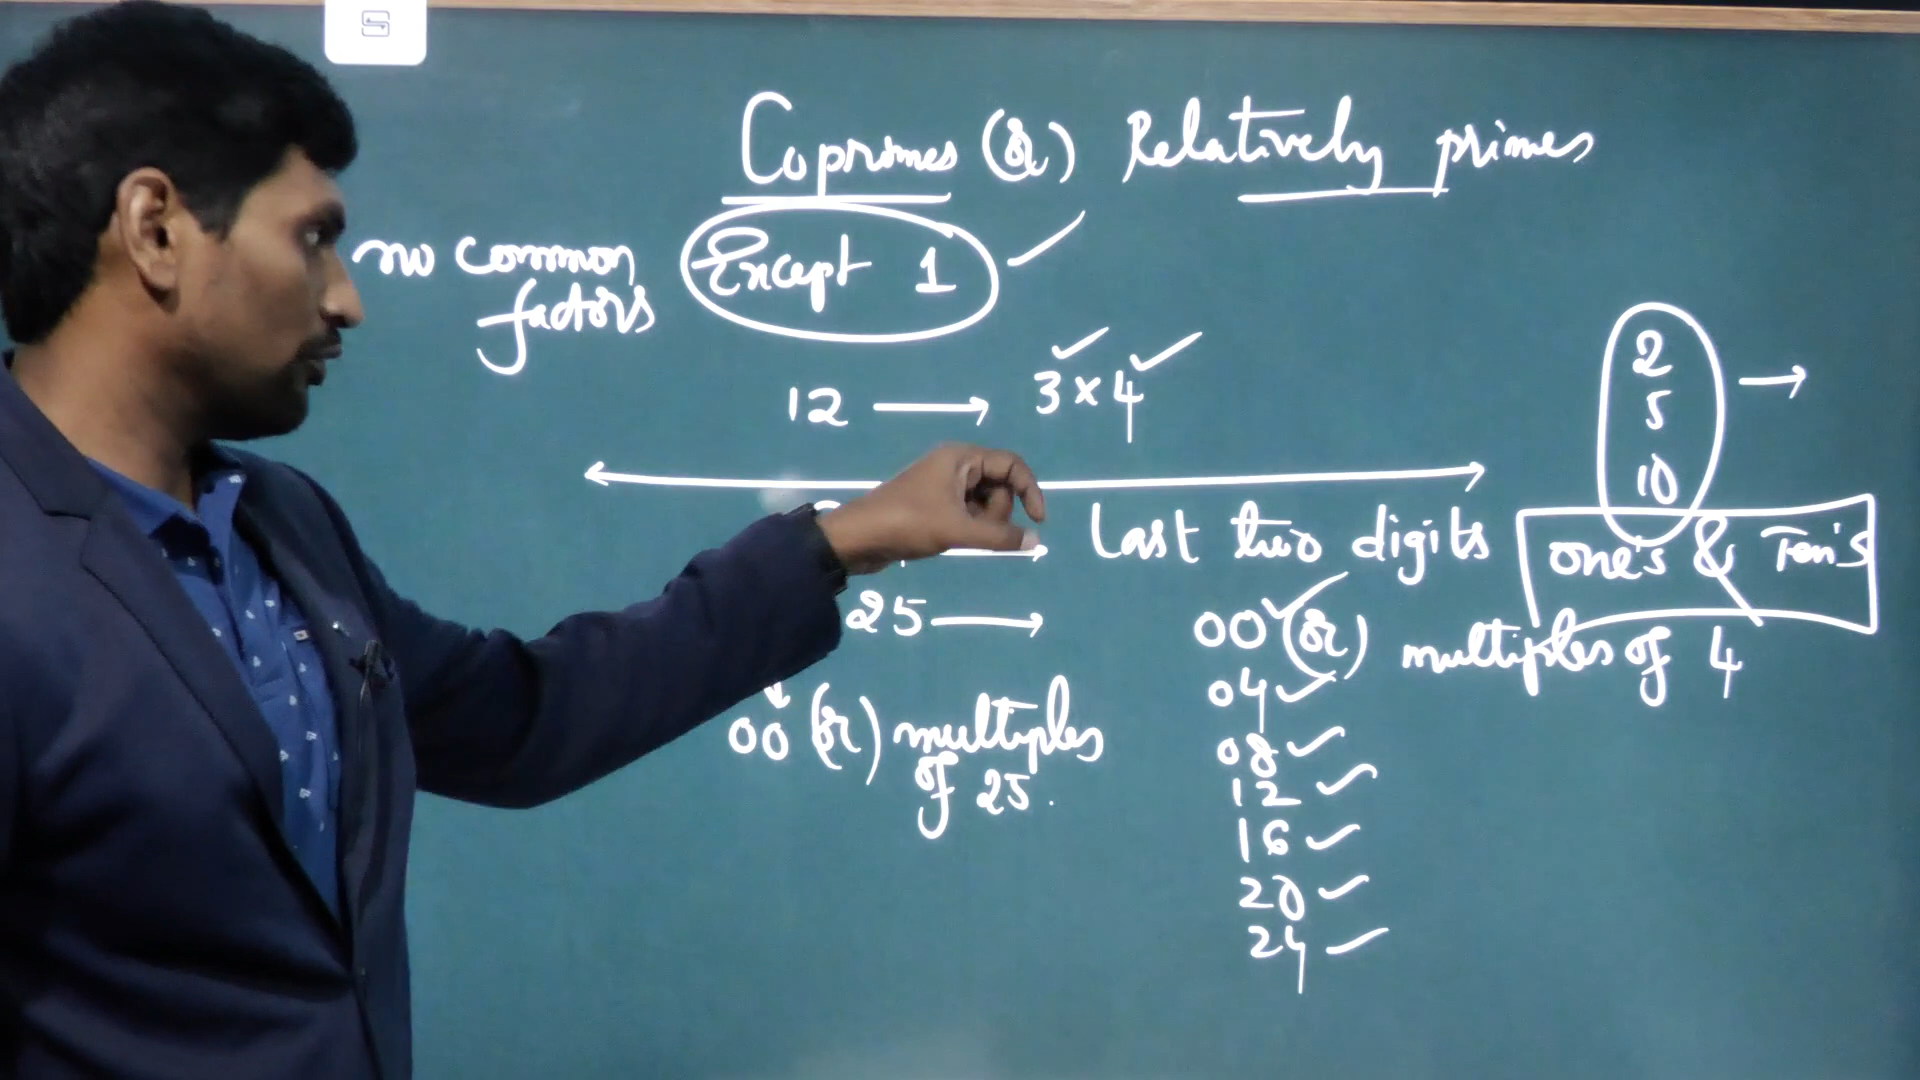 Coprimes (or) Relatively primes
no common factors Except 1
12 → 3 × 4
2
5
10 →
→ Last two digits one's & Ten's
25 → 00 (or) multiples of 4
00 (or) multiples of 25.
04
08
12
16
20
24